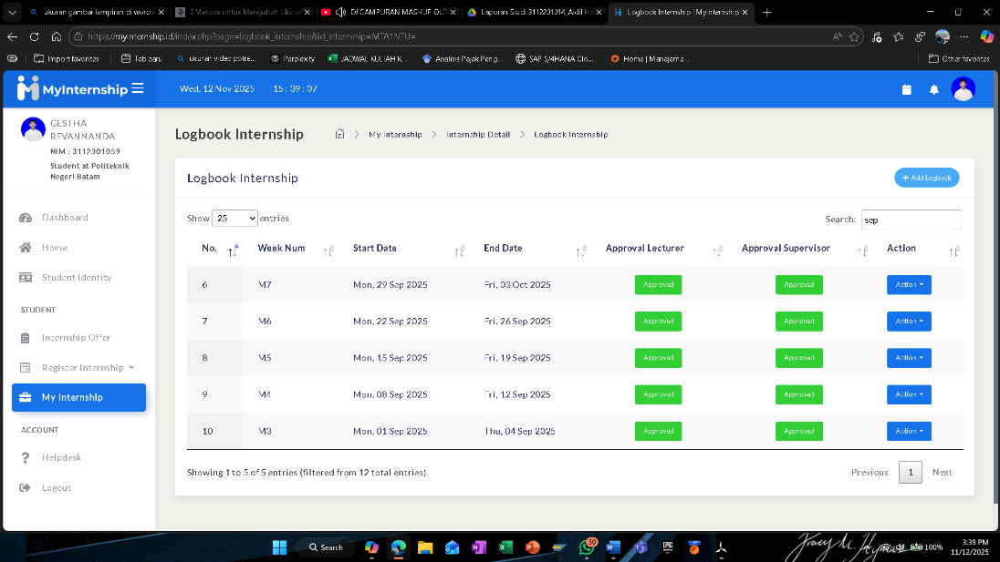 ukuran gambar lampiran di word a
2 Metode untuk Mengubah Ukura
DJ CAMPURAN MASHUP OLD
Laporan Studi 3112201014_Aidil Ha
Logbook Internship | MyInternship
https://myinternship.id/index.php?page=logbook_internship&id_internship=MTA1NTU=
Import favorites
Tab baru
ukuran video potre...
Perplexity
JADWAL KULIAH K...
Analisis Pajak Peng...
SAP S/4HANA Clo...
Home | Manajema...
Other favorites
MyInternship
Wed, 12 Nov 2025
15 : 39 : 07
GESTHA
REVANNANDA
NIM : 3112301059
Student at Politeknik
Negeri Batam
Dashboard
Home
Student Identity
STUDENT
Internship Offer
Register Internship
My Internship
ACCOUNT
Helpdesk
Logout
Logbook Internship
My Internship
Internship Detail
Logbook Internship
Logbook Internship
+ Add Logbook
Show 25 entries
Search: sep
No. Week Num Start Date End Date Approval Lecturer Approval Supervisor Action
6 M7 Mon, 29 Sep 2025 Fri, 03 Oct 2025 Approved Approved Action
7 M6 Mon, 22 Sep 2025 Fri, 26 Sep 2025 Approved Approved Action
8 M5 Mon, 15 Sep 2025 Fri, 19 Sep 2025 Approved Approved Action
9 M4 Mon, 08 Sep 2025 Fri, 12 Sep 2025 Approved Approved Action
10 M3 Mon, 01 Sep 2025 Thu, 04 Sep 2025 Approved Approved Action
Showing 1 to 5 of 5 entries (filtered from 12 total entries)
Previous 1 Next
Search
30
EPIC
GAMES
100%
3:39 PM
11/12/2025